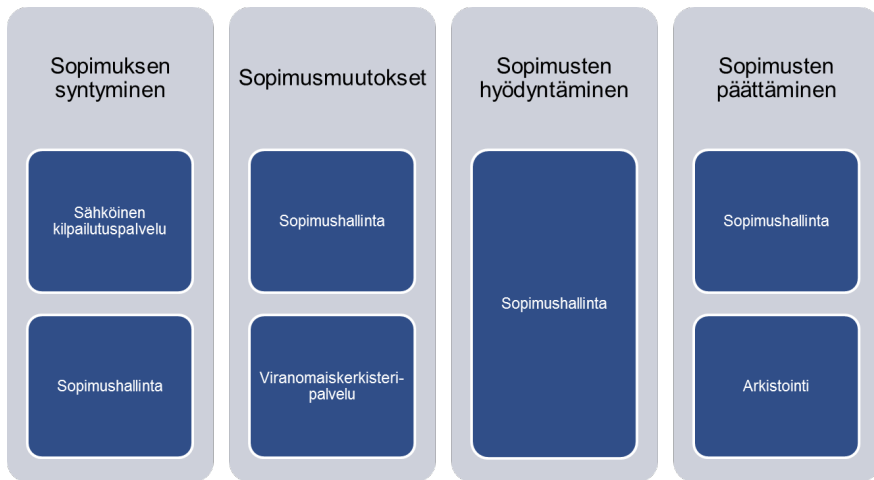 Sopimuksen
syntyminen
Sähköinen
kilpailutuspalvelu
Sopimushallinta
Sopimusmuutokset
Sopimushallinta
Viranomaiskerkisteri-
palvelu
Sopimusten
hyödyntäminen
Sopimushallinta
Sopimusten
päättäminen
Sopimushallinta
Arkistointi